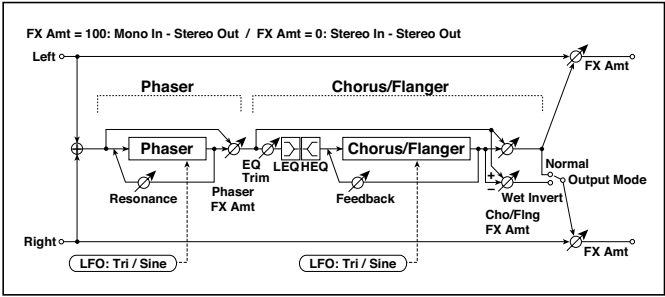 FX Amt = 100: Mono In - Stereo Out / FX Amt = 0: Stereo In - Stereo Out
Left
FX Amt
Phaser
Chorus/Flanger
Phaser
Resonance
Phaser
FX Amt
EQ
Trim
LEQ
HEQ
Chorus/Flanger
Feedback
+
−
Wet Invert
Cho/Flng
FX Amt
Normal
Output Mode
Right
FX Amt
LFO: Tri / Sine
LFO: Tri / Sine